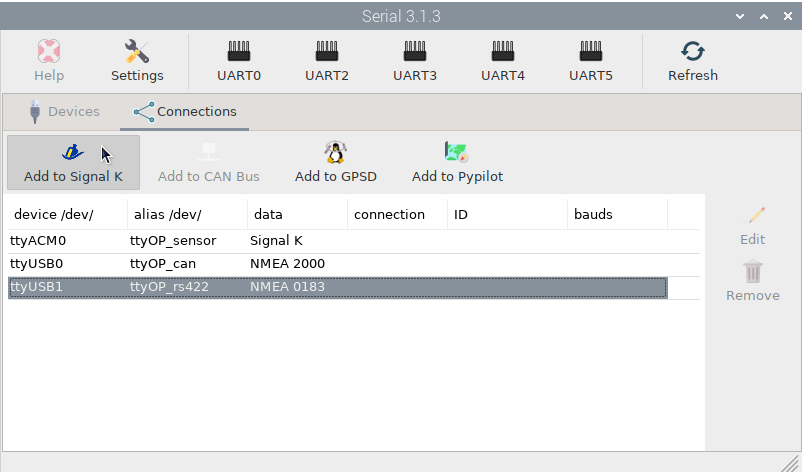 Serial 3.1.3
Help Settings UART0 UART2 UART3 UART4 UART5 Refresh
Devices Connections
Add to Signal K Add to CAN Bus Add to GPSD Add to Pypilot
device /dev/ alias /dev/ data connection ID bauds
ttyACM0 ttyOP_sensor Signal K
ttyUSB0 ttyOP_can NMEA 2000
ttyUSB1 ttyOP_rs422 NMEA 0183
Edit
Remove